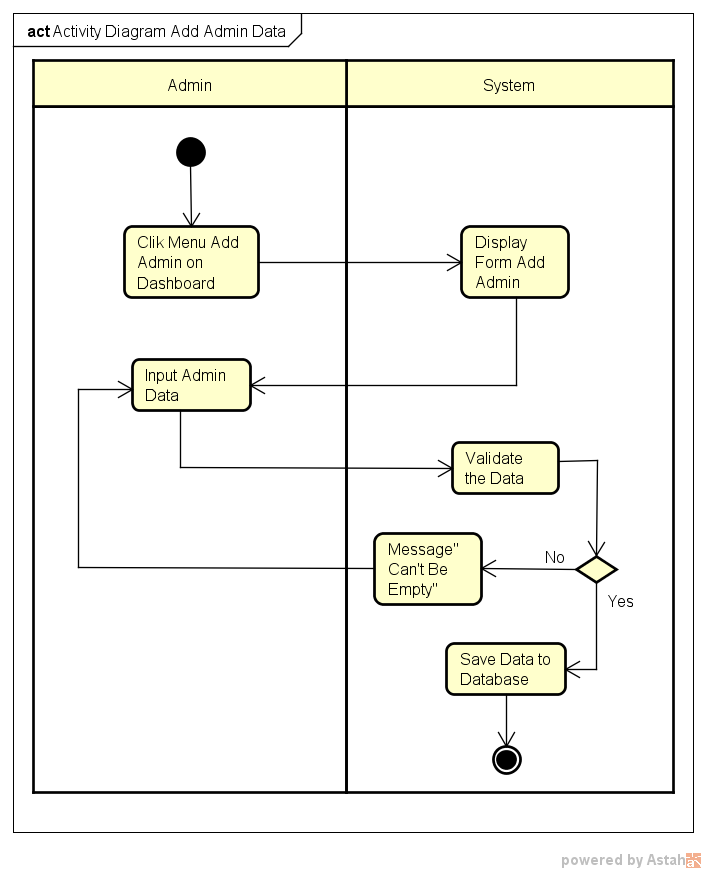 act Activity Diagram Add Admin Data
Admin
System
Clik Menu Add
Admin on
Dashboard
Display
Form Add
Admin
Input Admin
Data
Validate
the Data
Message"
Can't Be
Empty"
No
Yes
Save Data to
Database
powered by Astah